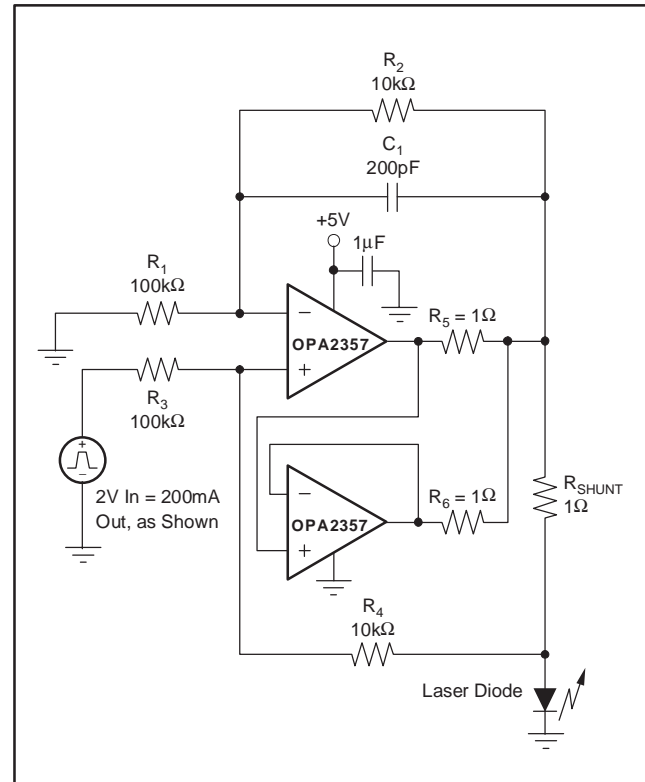 R2
10kΩ
C1
200pF
+5V
1µF
R1
100kΩ
−
OPA2357
+
R5 = 1Ω
R3
100kΩ
+
−
2V In = 200mA
Out, as Shown
−
OPA2357
+
R6 = 1Ω
RSHUNT
1Ω
R4
10kΩ
Laser Diode